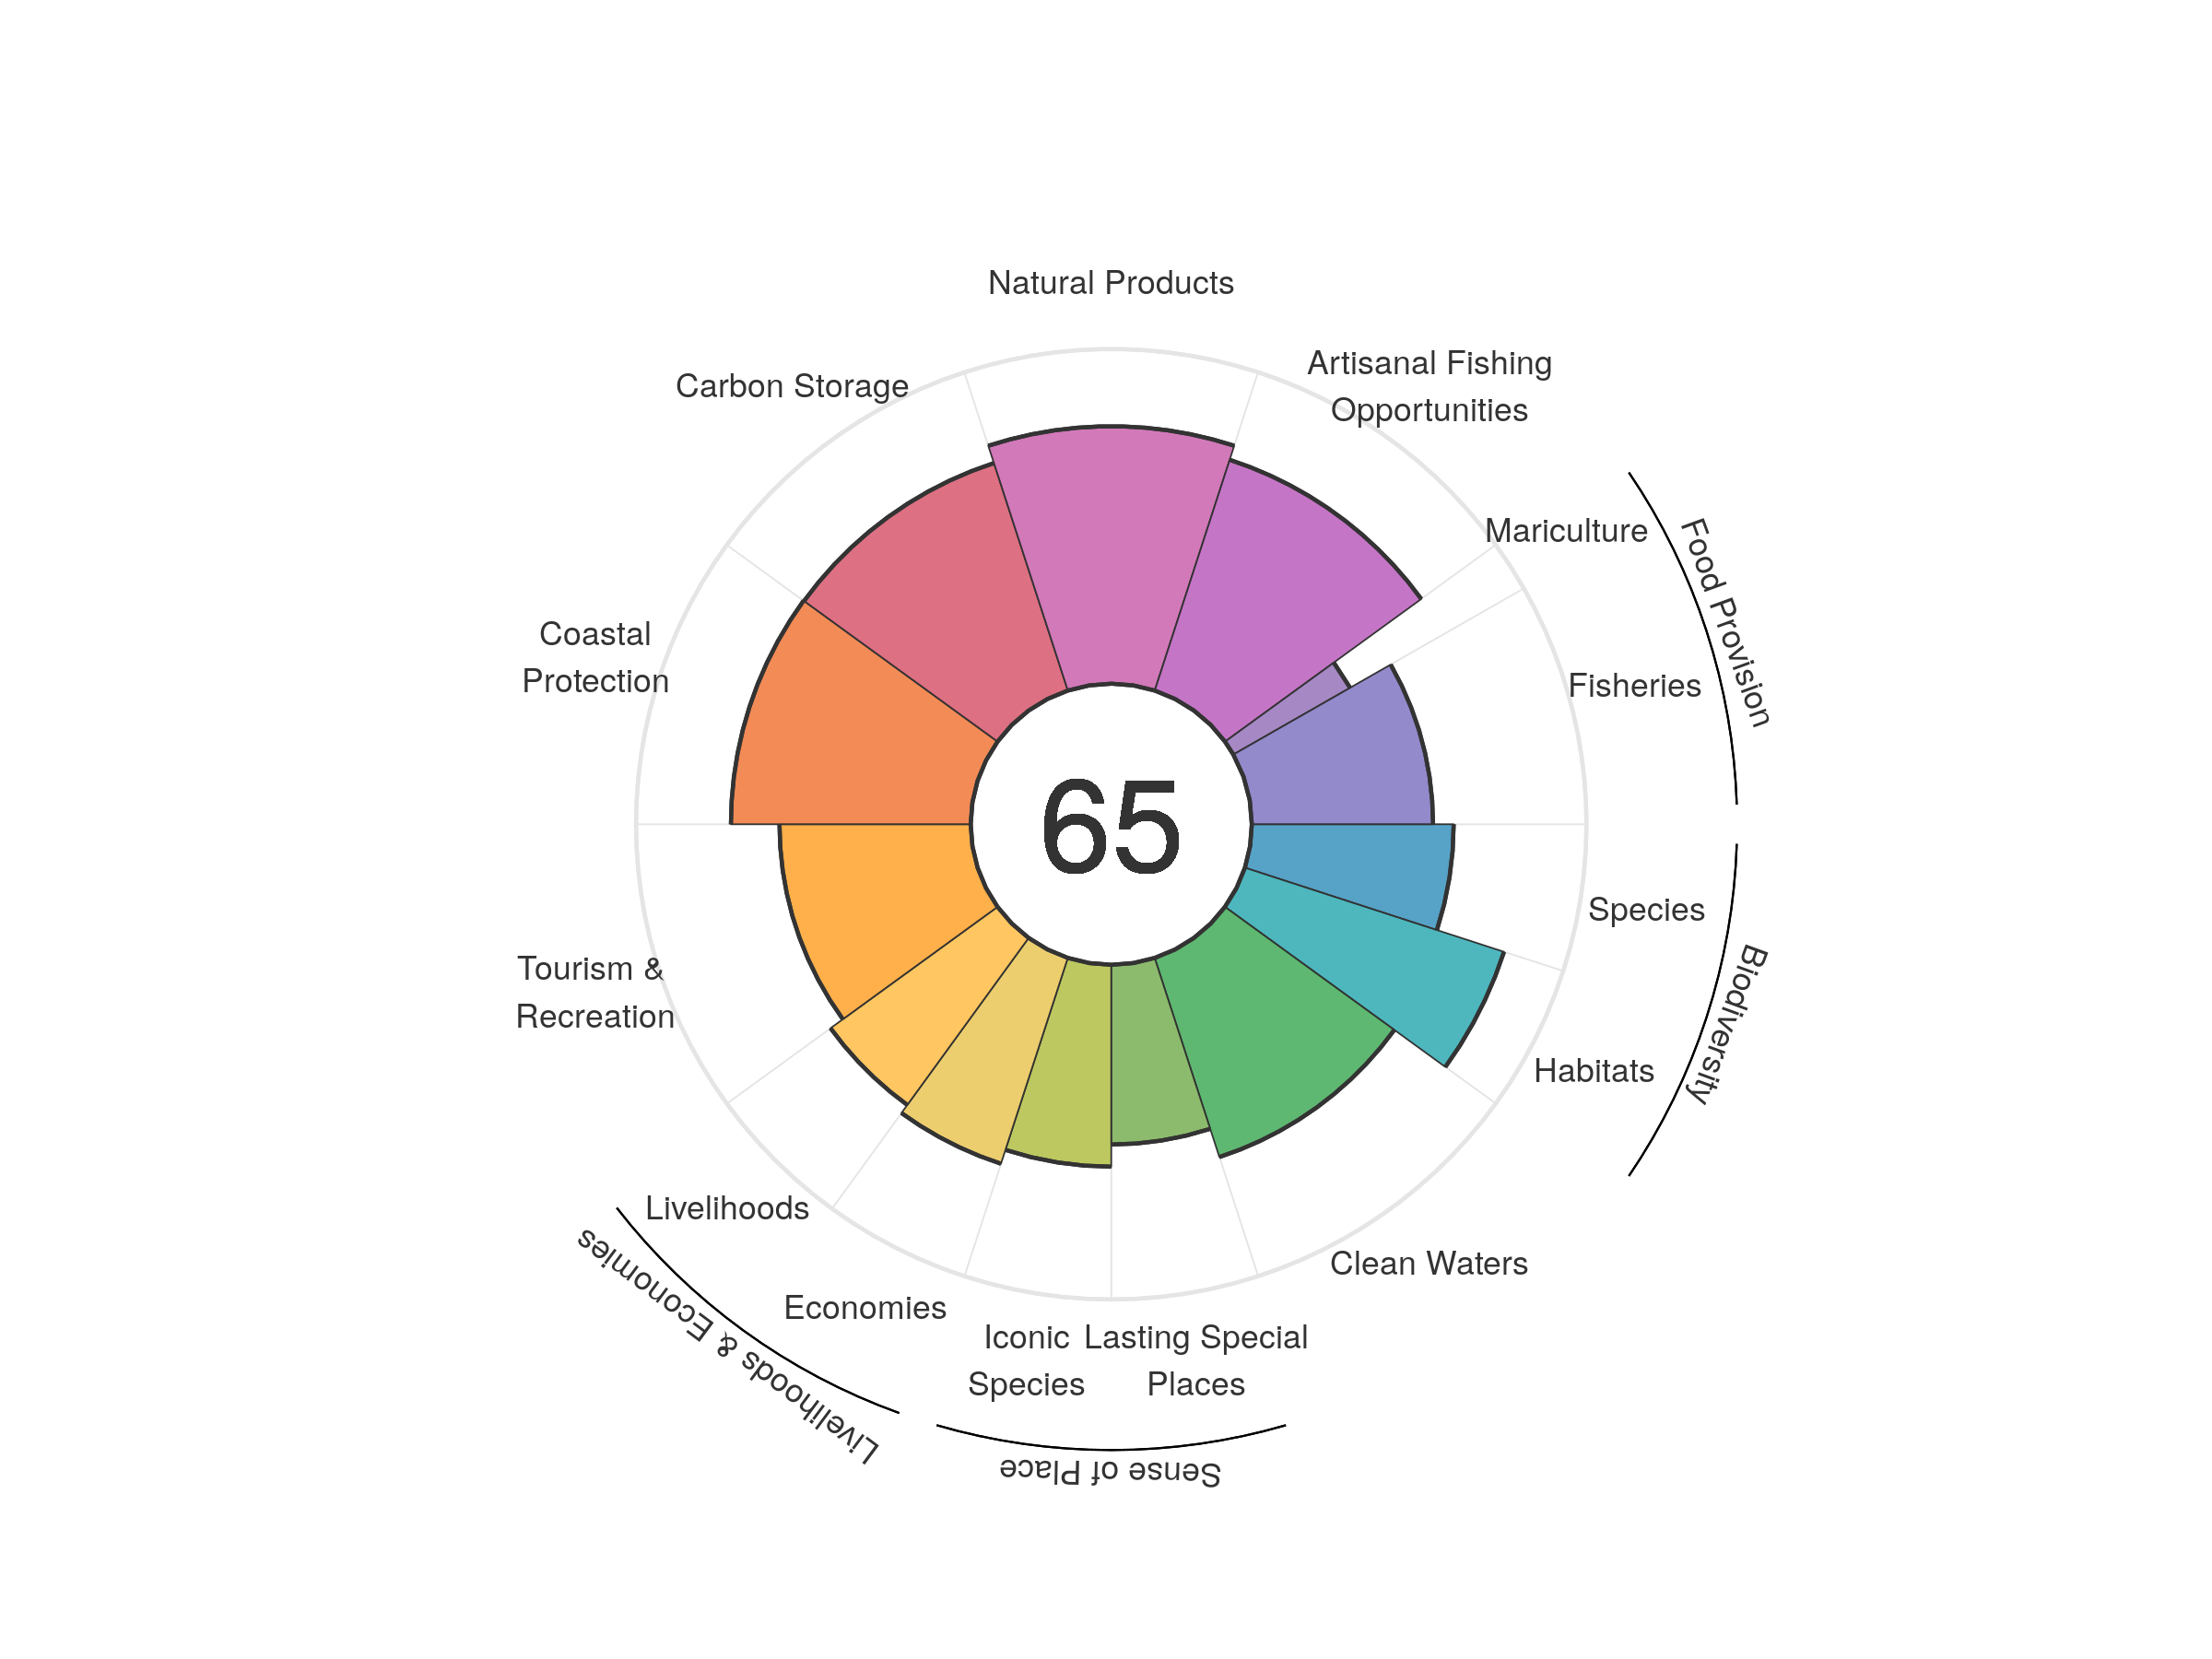 Natural Products
Artisanal Fishing
Opportunities
Carbon Storage
Mariculture
Food Provision
Coastal
Protection
Fisheries
65
Species
Biodiversity
Tourism &
Recreation
Habitats
Livelihoods
Clean Waters
Livelihoods & Economies
Economies
Iconic
Species
Lasting Special
Places
Sense of Place